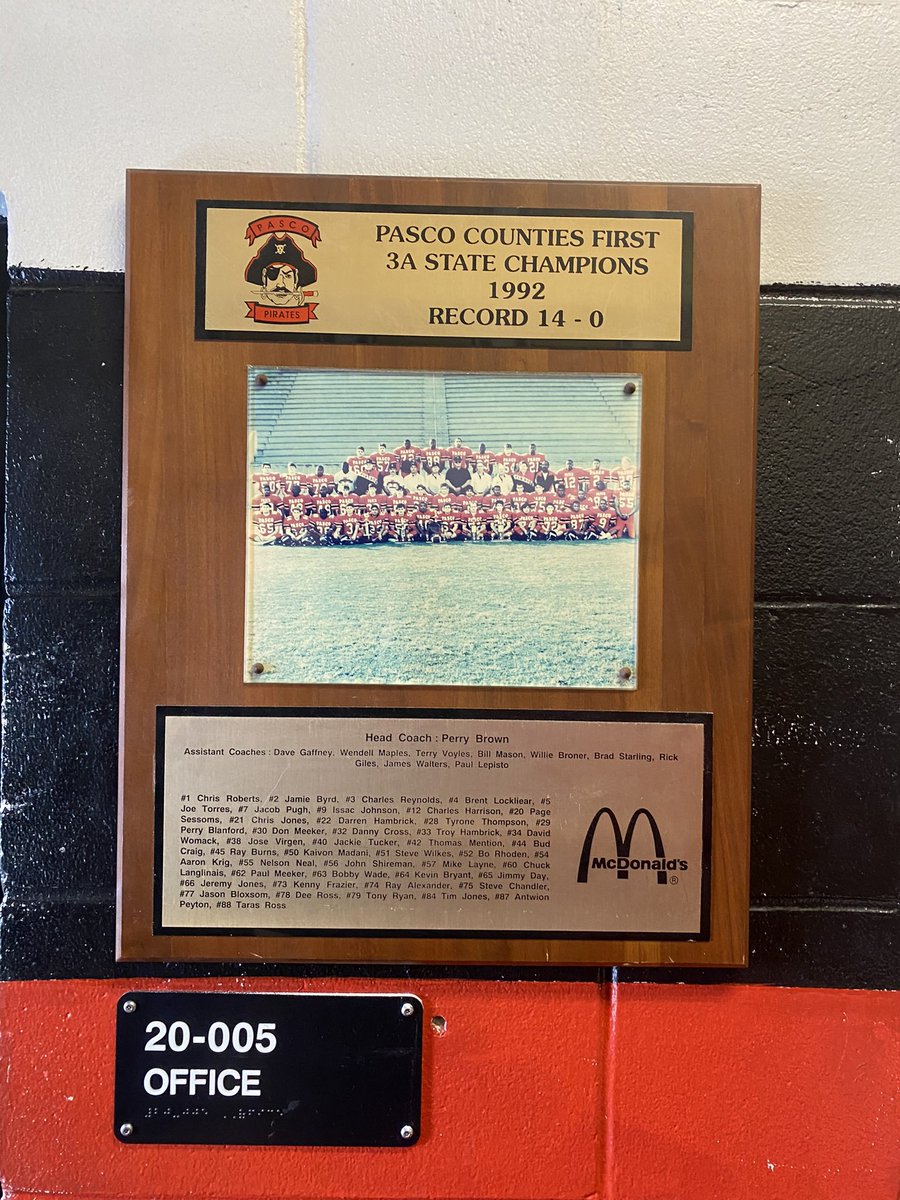 PASCO
PIRATES
PASCO COUNTIES FIRST
3A STATE CHAMPIONS
1992
RECORD 14 - 0
Head Coach : Perry Brown
Assistant Coaches : Dave Gaffney, Wendell Maples, Terry Voyles, Bill Mason, Willie Broner, Brad Starling, Rick
Giles, James Walters, Paul Lepisto
#1 Chris Roberts, #2 Jamie Byrd, #3 Charles Reynolds, #4 Brent Lockliear, #5
Joe Torres, #7 Jacob Pugh, #9 Issac Johnson, #12 Charles Harrison, #20 Page
Sessoms, #21 Chris Jones, #22 Darren Hambrick, #28 Tyrone Thompson, #29
Perry Blanford, #30 Don Meeker, #32 Danny Cross, #33 Troy Hambrick, #34 David
Womack, #38 Jose Virgen, #40 Jackie Tucker, #42 Thomas Mention, #44 Bud
Craig, #45 Ray Burns, #50 Kaivon Madani, #51 Steve Wilkes, #52 Bo Rhoden, #54
Aaron Krig, #55 Nelson Neal, #56 John Shireman, #57 Mike Layne, #60 Chuck
Langlinais, #62 Paul Meeker, #63 Bobby Wade, #64 Kevin Bryant, #65 Jimmy Day,
#66 Jeremy Jones, #73 Kenny Frazier, #74 Ray Alexander, #75 Steve Chandler,
#77 Jason Bloxsom, #78 Dee Ross, #79 Tony Ryan, #84 Tim Jones, #87 Antwion
Peyton, #88 Taras Ross
McDonald's
®
20-005
OFFICE